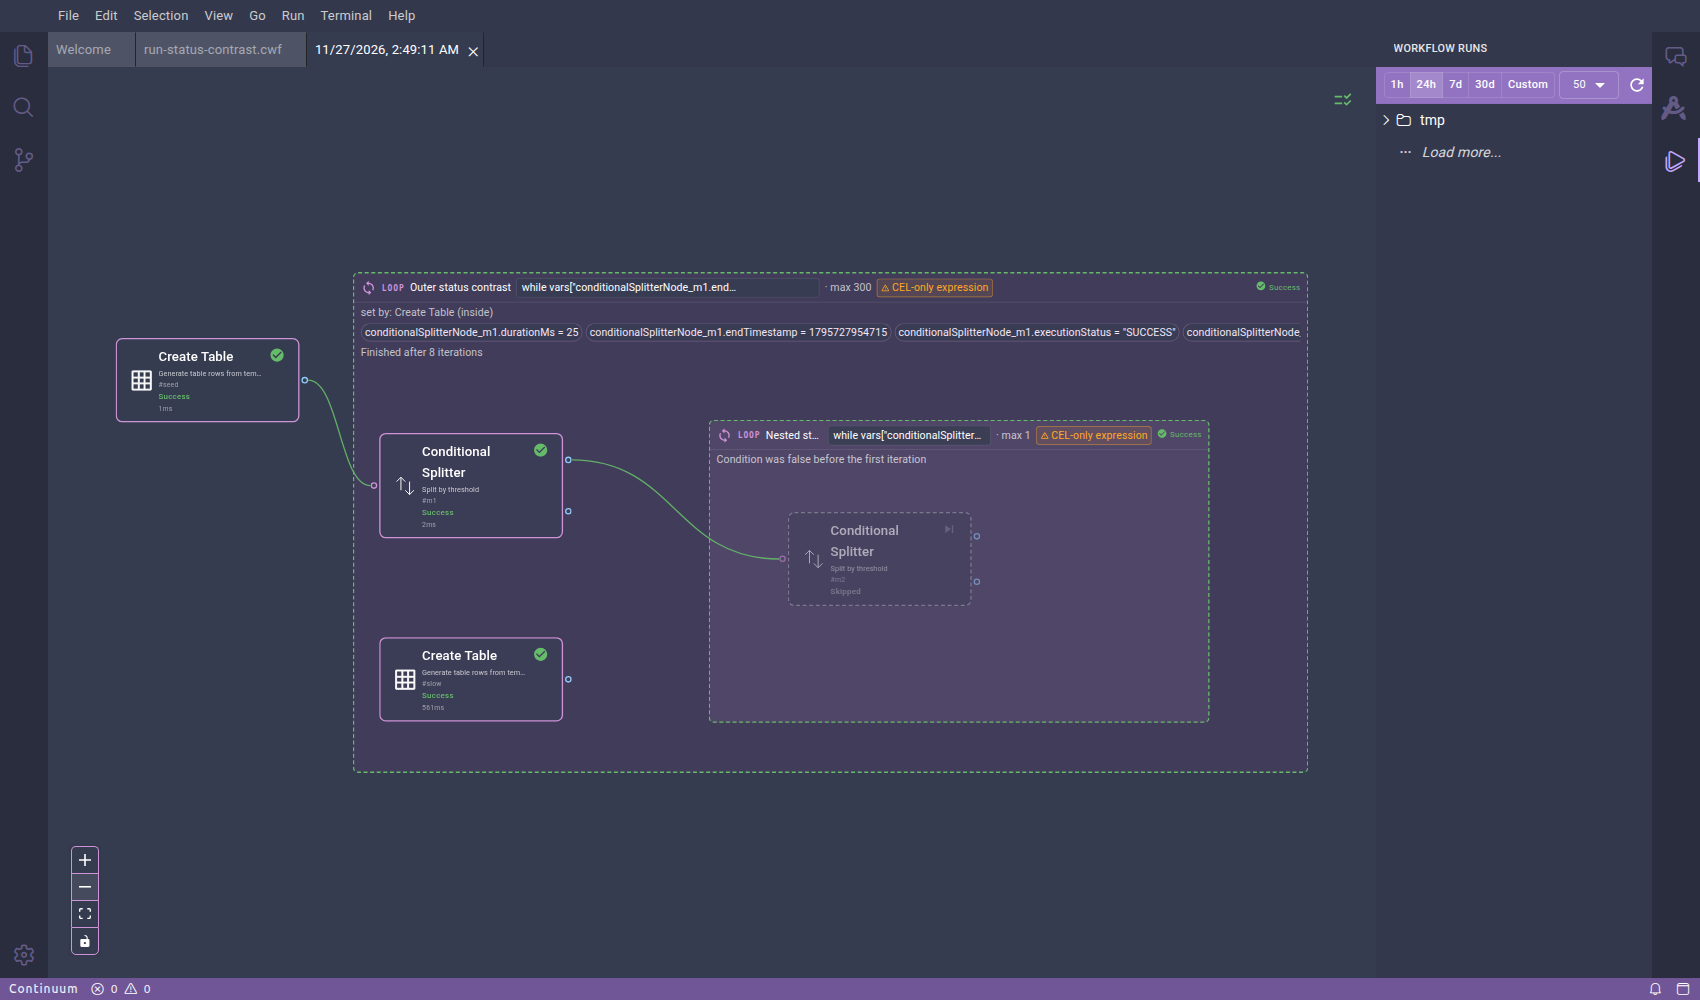 File Edit Selection View Go Run Terminal Help
Welcome
run-status-contrast.cwf
11/27/2026, 2:49:11 AM
WORKFLOW RUNS
1h 24h 7d 30d Custom 50
tmp
Load more...
LOOP Outer status contrast while vars["conditionalSplitterNode_m1.end... · max 300 CEL-only expression Success
set by: Create Table (inside)
conditionalSplitterNode_m1.durationMs = 25 conditionalSplitterNode_m1.endTimestamp = 1795727954715 conditionalSplitterNode_m1.executionStatus = "SUCCESS" conditionalSplitterNode_
Finished after 8 iterations
Create Table
Generate table rows from tem...
#seed
Success
1ms
Conditional
Splitter
Split by threshold
#m1
Success
2ms
LOOP Nested st... while vars["conditionalSplitter... · max 1 CEL-only expression Success
Condition was false before the first iteration
Conditional
Splitter
Split by threshold
#m2
Skipped
Create Table
Generate table rows from tem...
#slow
Success
561ms
Continuum 0 0